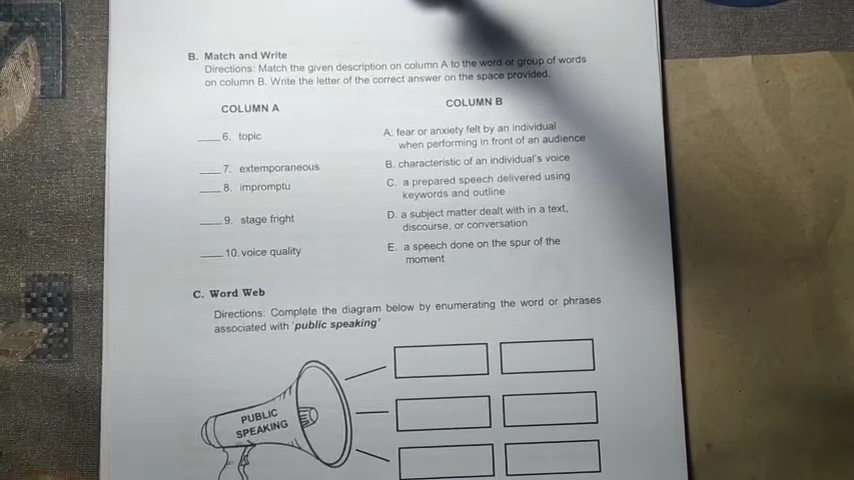 B. Match and Write
Directions: Match the given description on column A to the word or group of words
on column B. Write the letter of the correct answer on the space provided.
COLUMN A
COLUMN B
____6. topic
A. fear or anxiety felt by an individual
when performing in front of an audience
____7. extemporaneous
B. characteristic of an individual's voice
____8. impromptu
C. a prepared speech delivered using
keywords and outline
____9. stage fright
D. a subject matter dealt with in a text,
discourse, or conversation
____10. voice quality
E. a speech done on the spur of the
moment
C. Word Web
Directions: Complete the diagram below by enumerating the word or phrases
associated with 'public speaking'
PUBLIC
SPEAKING